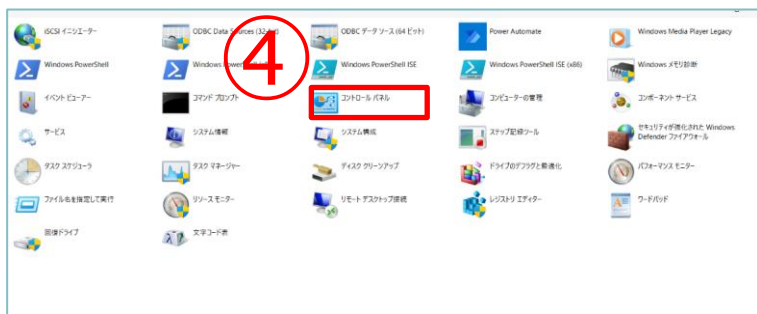 iSCSI イニシエーター
ODBC Data Sources (32-bit)
ODBC データ ソース (64 ビット)
Power Automate
Windows Media Player Legacy
Windows PowerShell
Windows PowerShell
Windows PowerShell ISE
Windows PowerShell ISE (x86)
Windows メモリ診断
④
イベント ビューアー
コマンド プロンプト
コントロール パネル
コンピューターの管理
コンポーネント サービス
サービス
システム情報
システム構成
ステップ記録ツール
セキュリティが強化された Windows
Defender ファイアウォール
タスク スケジューラ
タスク マネージャー
ディスク クリーンアップ
ドライブのデフラグと最適化
パフォーマンス モニター
ファイル名を指定して実行
リソース モニター
リモート デスクトップ接続
レジストリ エディター
ワードパッド
回復ドライブ
文字コード表